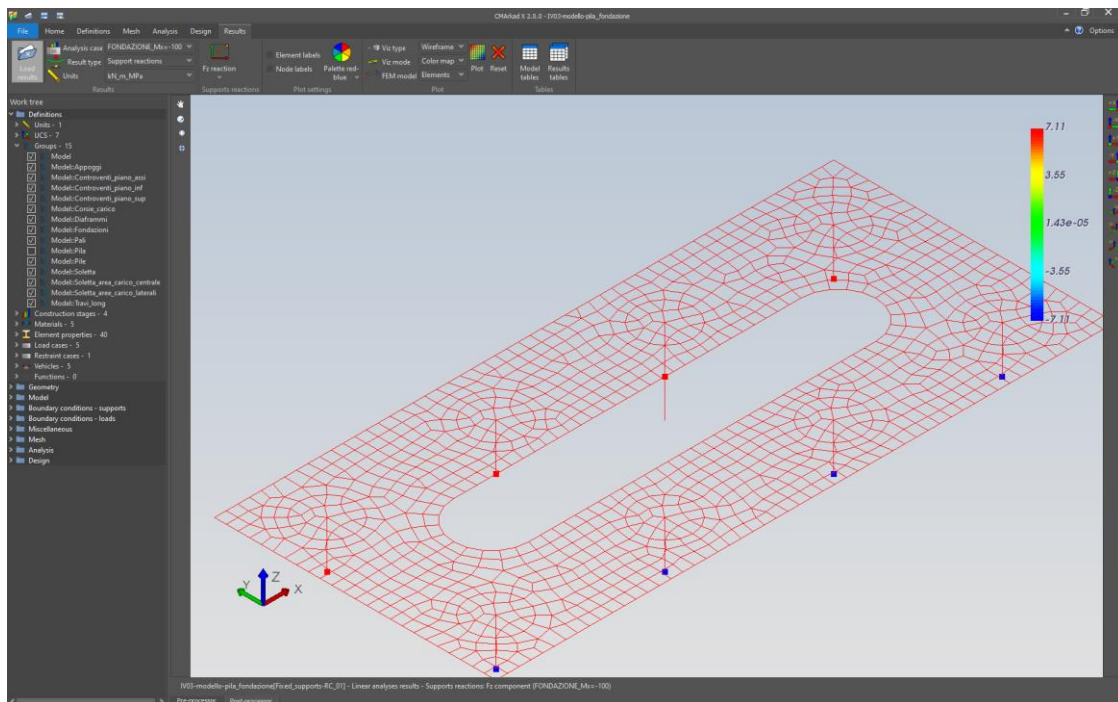 CMArkad X 2.0.0 - IV03-modello-pila_fondazione
File Home Definitions Mesh Analysis Design Results
Options
Load results
Analysis case FONDAZIONE_Mx=-100
Result type Support reactions
Units kN_m_MPa
Results
Fz reaction
Supports reactions
Element labels
Node labels
Palette red-blue
Plot settings
Viz type Wireframe
Viz mode Color map
FEM model Elements
Plot Reset
Plot
Model tables
Results tables
Tables
Work tree
Definitions
Units - 1
UCS - 7
Groups - 15
Model
Model::Appoggi
Model::Controventi_piano_assi
Model::Controventi_piano_inf
Model::Controventi_piano_sup
Model::Corsie_carico
Model::Diaframmi
Model::Fondazioni
Model::Pali
Model::Pila
Model::Pile
Model::Soletta
Model::Soletta_area_carico_centrale
Model::Soletta_aree_carico_laterali
Model::Travi_long
Construction stages - 4
Materials - 5
Element properties - 40
Load cases - 5
Restraint cases - 1
Vehicles - 5
Functions - 0
Geometry
Model
Boundary conditions - supports
Boundary conditions - loads
Miscellaneous
Mesh
Analysis
Design
7.11
3.55
1.43e-05
-3.55
-7.11
Z
Y
X
IV03-modello-pila_fondazione[Fixed_supports-RC_01] - Linear analyses results - Supports reactions: Fz component (FONDAZIONE_Mx=-100)
Pre-processor Post-processor